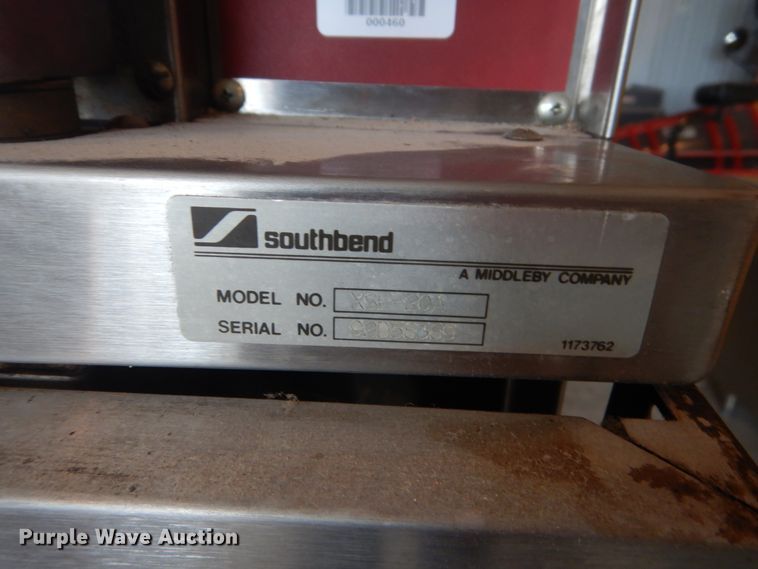 000460
southbend
A MIDDLEBY COMPANY
MODEL NO.
SERIAL NO.
1173762
Purple Wave Auction